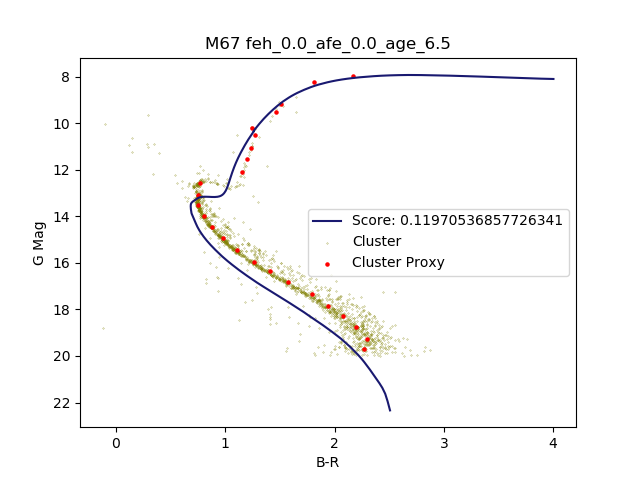 M67 feh_0.0_afe_0.0_age_6.5
8
10
12
14
16
18
20
22
G Mag
Score: 0.11970536857726341
Cluster
Cluster Proxy
0
1
2
3
4
B-R